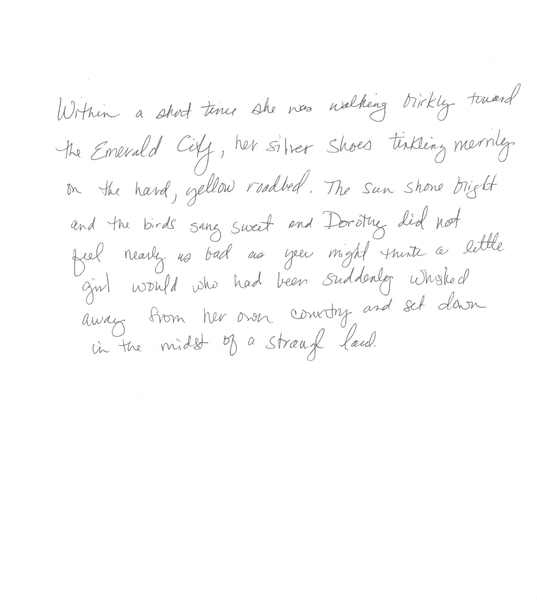 Within a short time she was walking briskly toward
the Emerald City, her silver shoes tinkling merrily
on the hard, yellow roadbed. The sun shone bright
and the birds sang sweet and Dorothy did not
feel nearly as bad as you might think a little
girl would who had been suddenly whisked
away from her own country and set down
in the midst of a strange land.